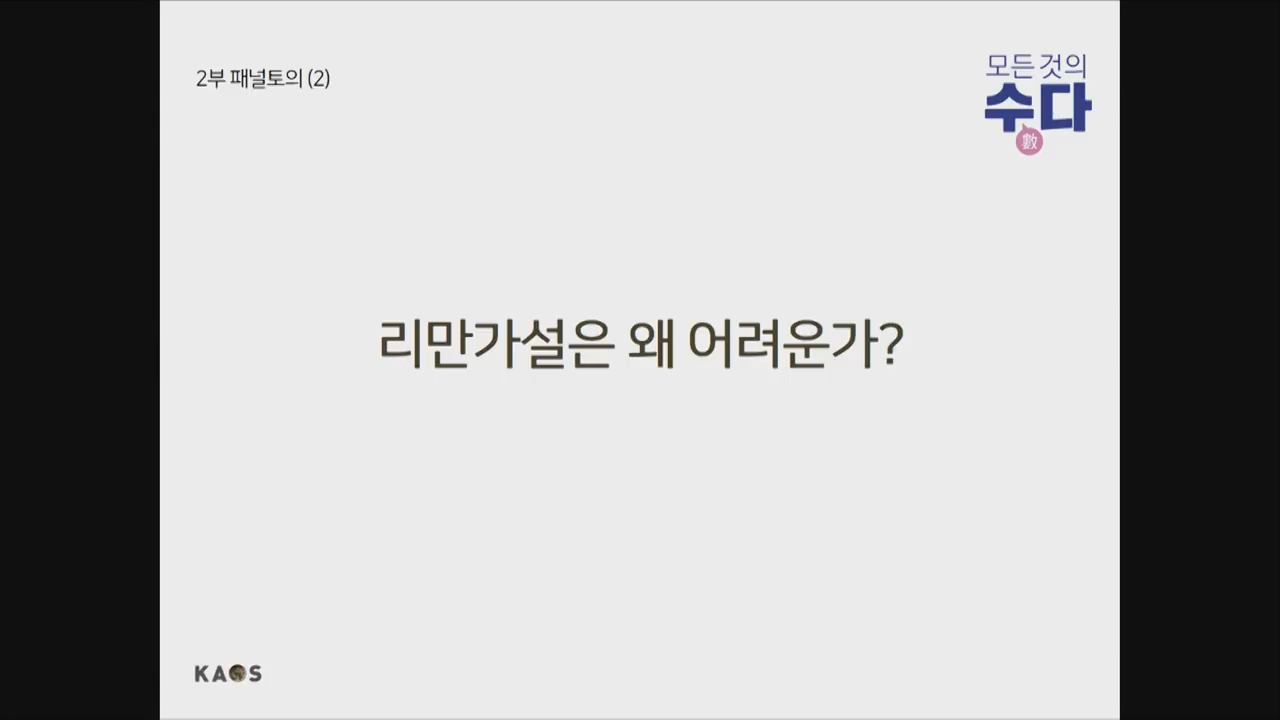 2부 패널토의 (2)
모든 것의
수다
數
리만가설은 왜 어려운가?
KAOS